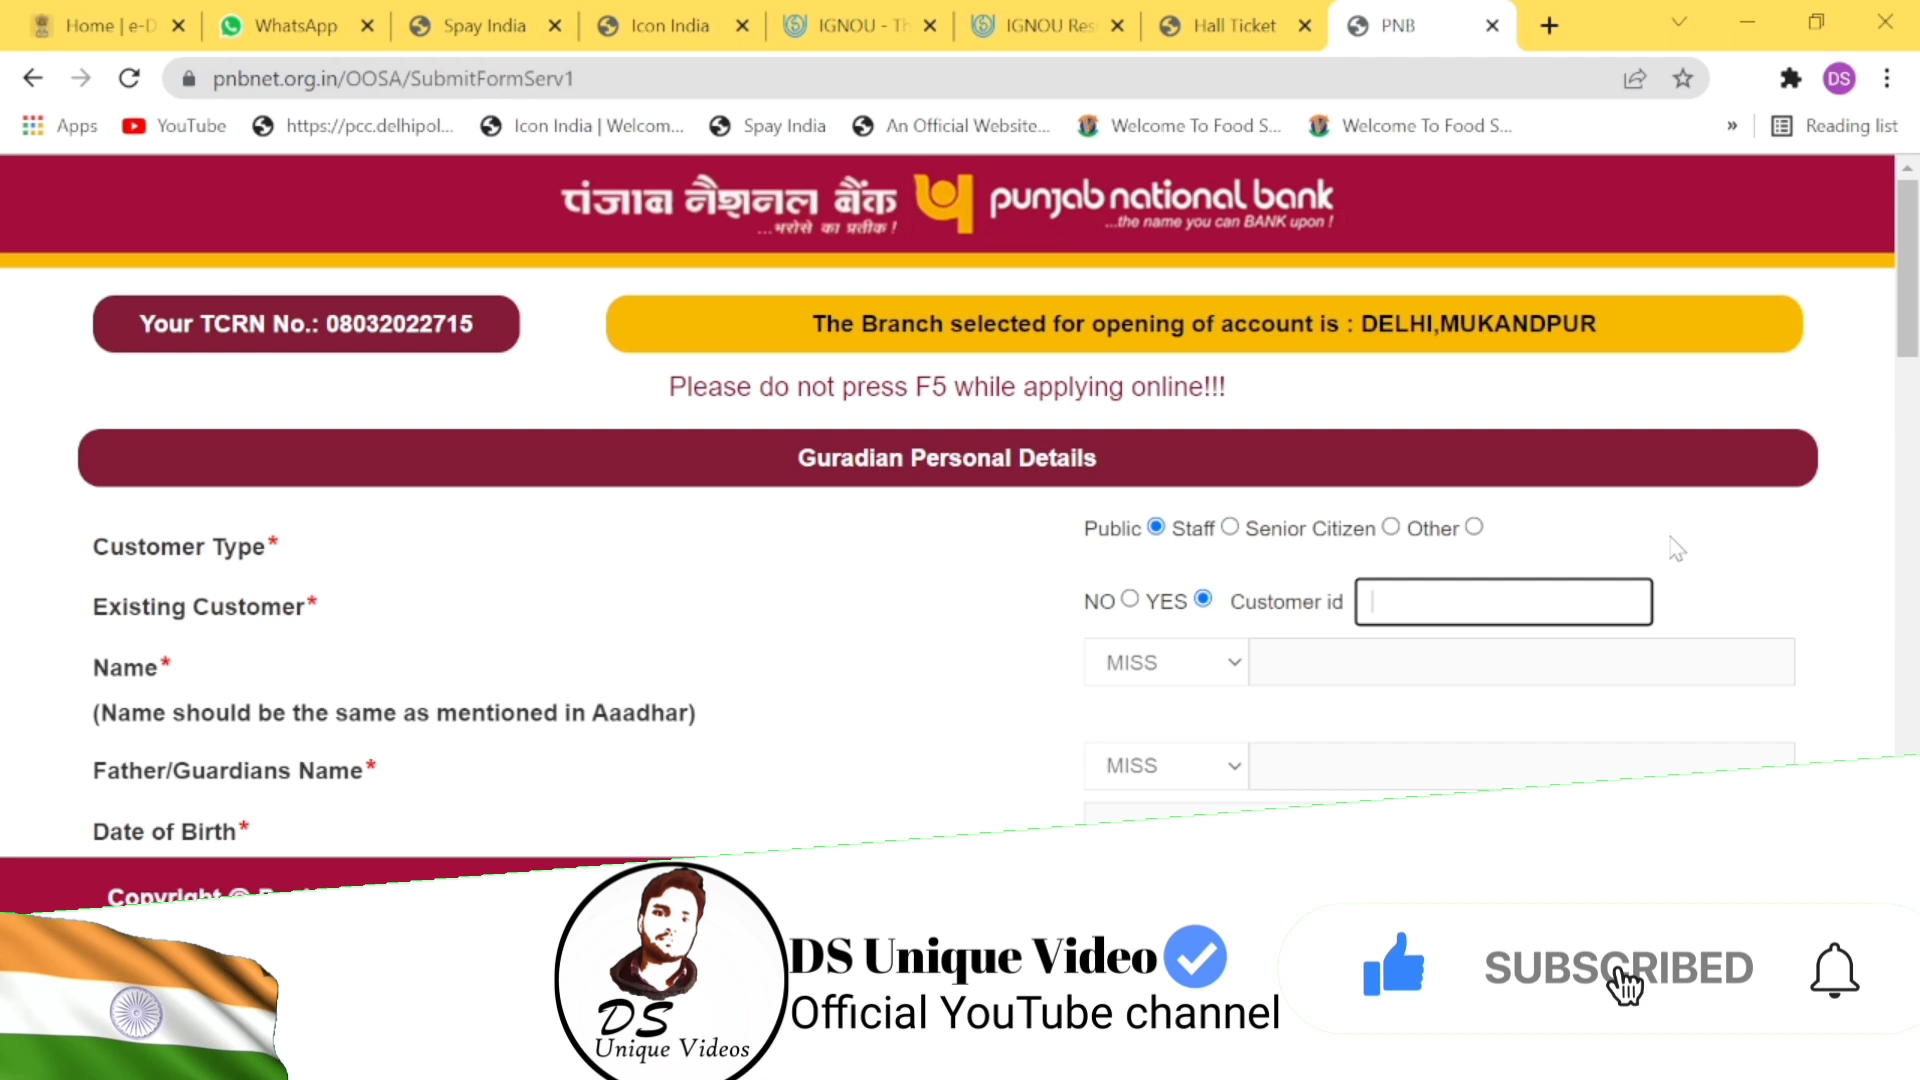 Home | e-D
WhatsApp
Spay India
Icon India
IGNOU - Th
IGNOU Res
Hall Ticket
PNB
pnbnet.org.in/OOSA/SubmitFormServ1
DS
Apps
YouTube
https://pcc.delhipol...
Icon India | Welcom...
Spay India
An Official Website...
Welcome To Food S...
Welcome To Food S...
»
Reading list
पंजाब नैशनल बैंक
...भरोसे का प्रतीक !
punjab national bank
...the name you can BANK upon !
Your TCRN No.: 08032022715
The Branch selected for opening of account is : DELHI,MUKANDPUR
Please do not press F5 while applying online!!!
Guradian Personal Details
Customer Type*
Public Staff Senior Citizen Other
Existing Customer*
NO YES Customer id
Name*
MISS
(Name should be the same as mentioned in Aaadhar)
Father/Guardians Name*
MISS
Date of Birth*
Copyright @
DS Unique Video
Official YouTube channel
DS
Unique Videos
SUBSCRIBED